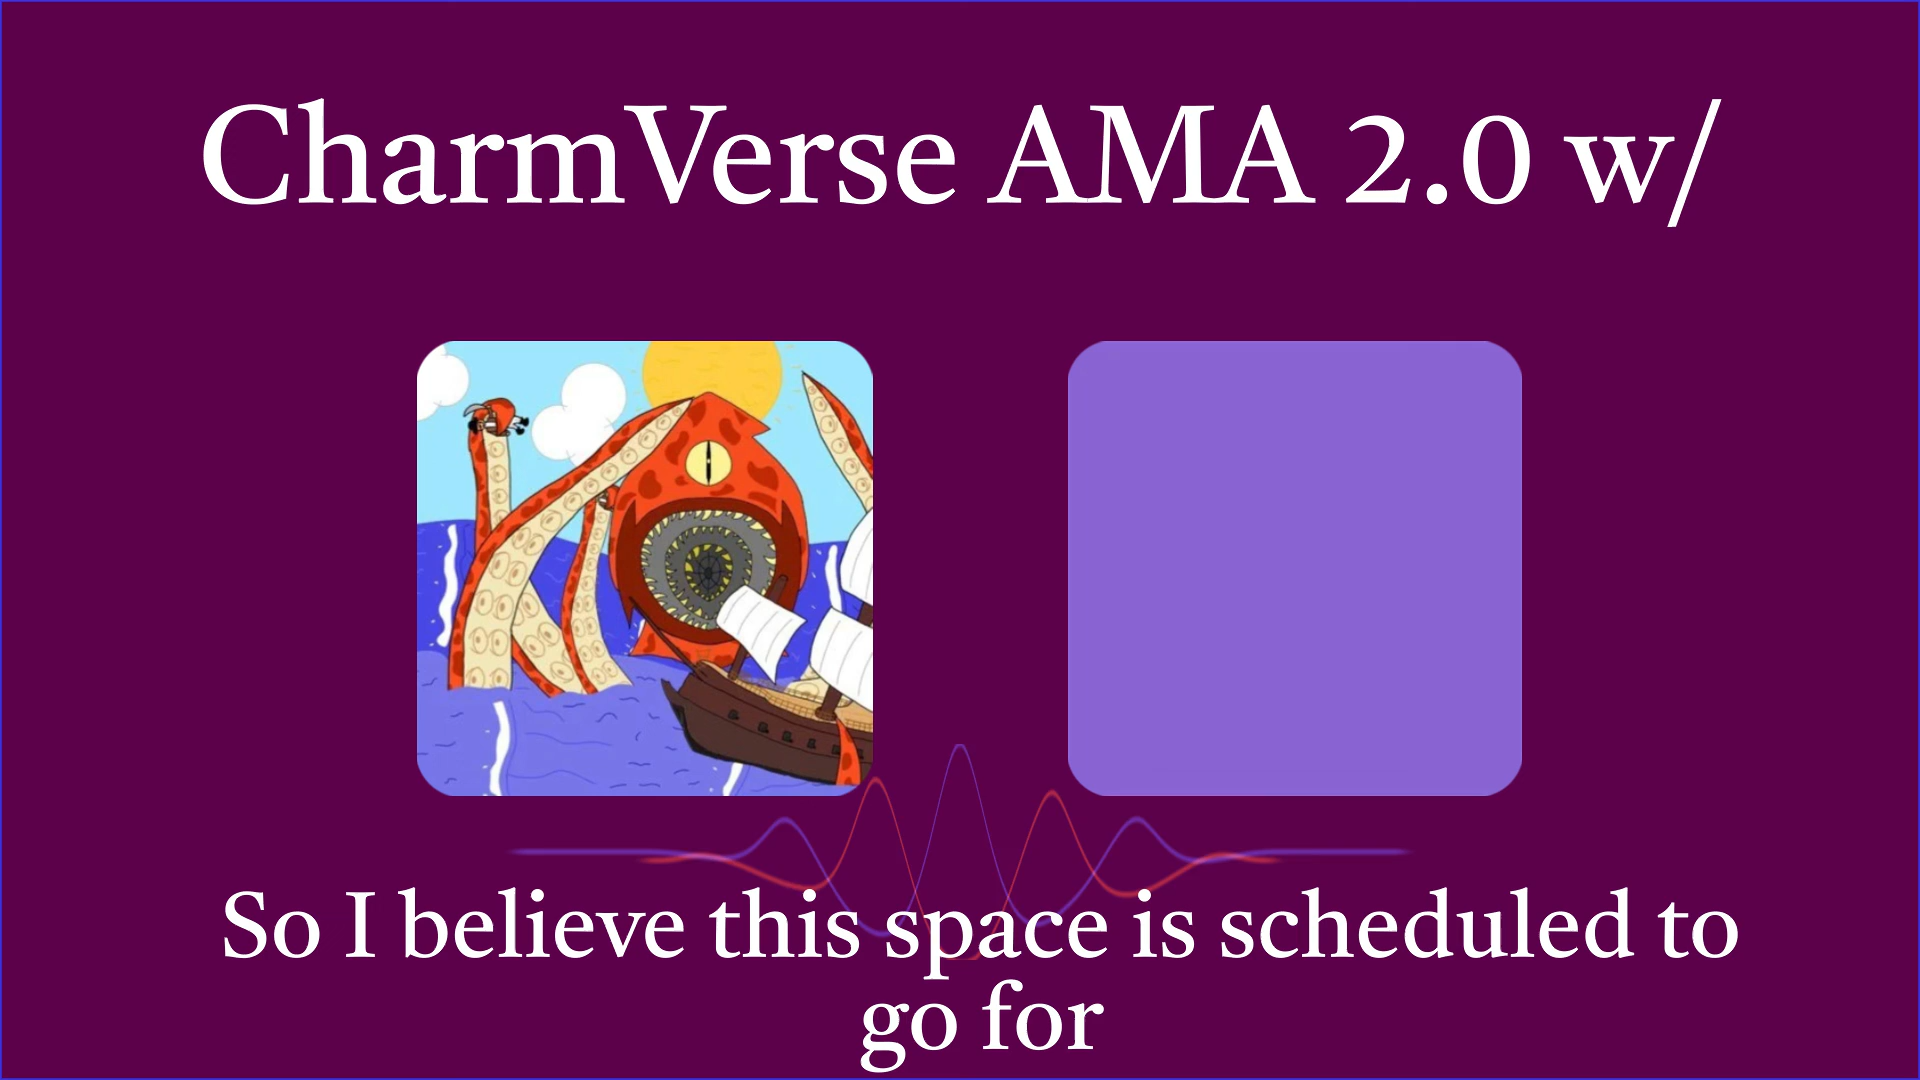 CharmVerse AMA 2.0 w/
So I believe this space is scheduled to
go for